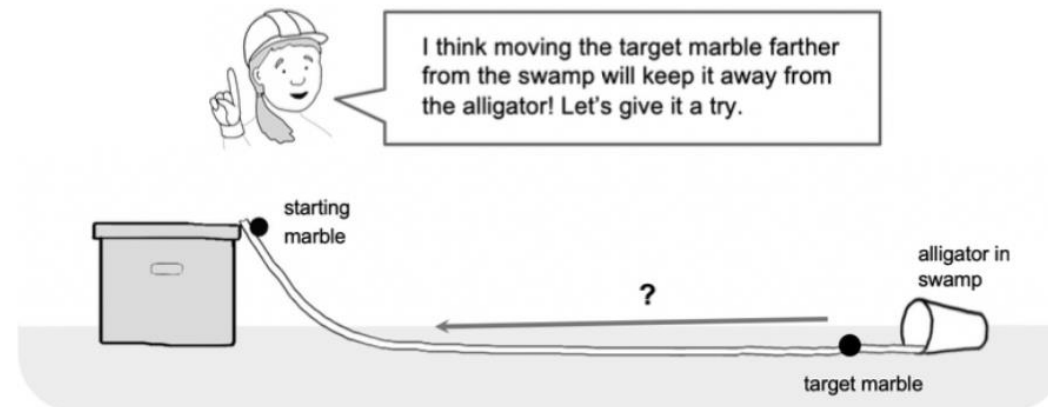 I think moving the target marble farther
from the swamp will keep it away from
the alligator! Let's give it a try.
starting
marble
alligator in
swamp
?
target marble